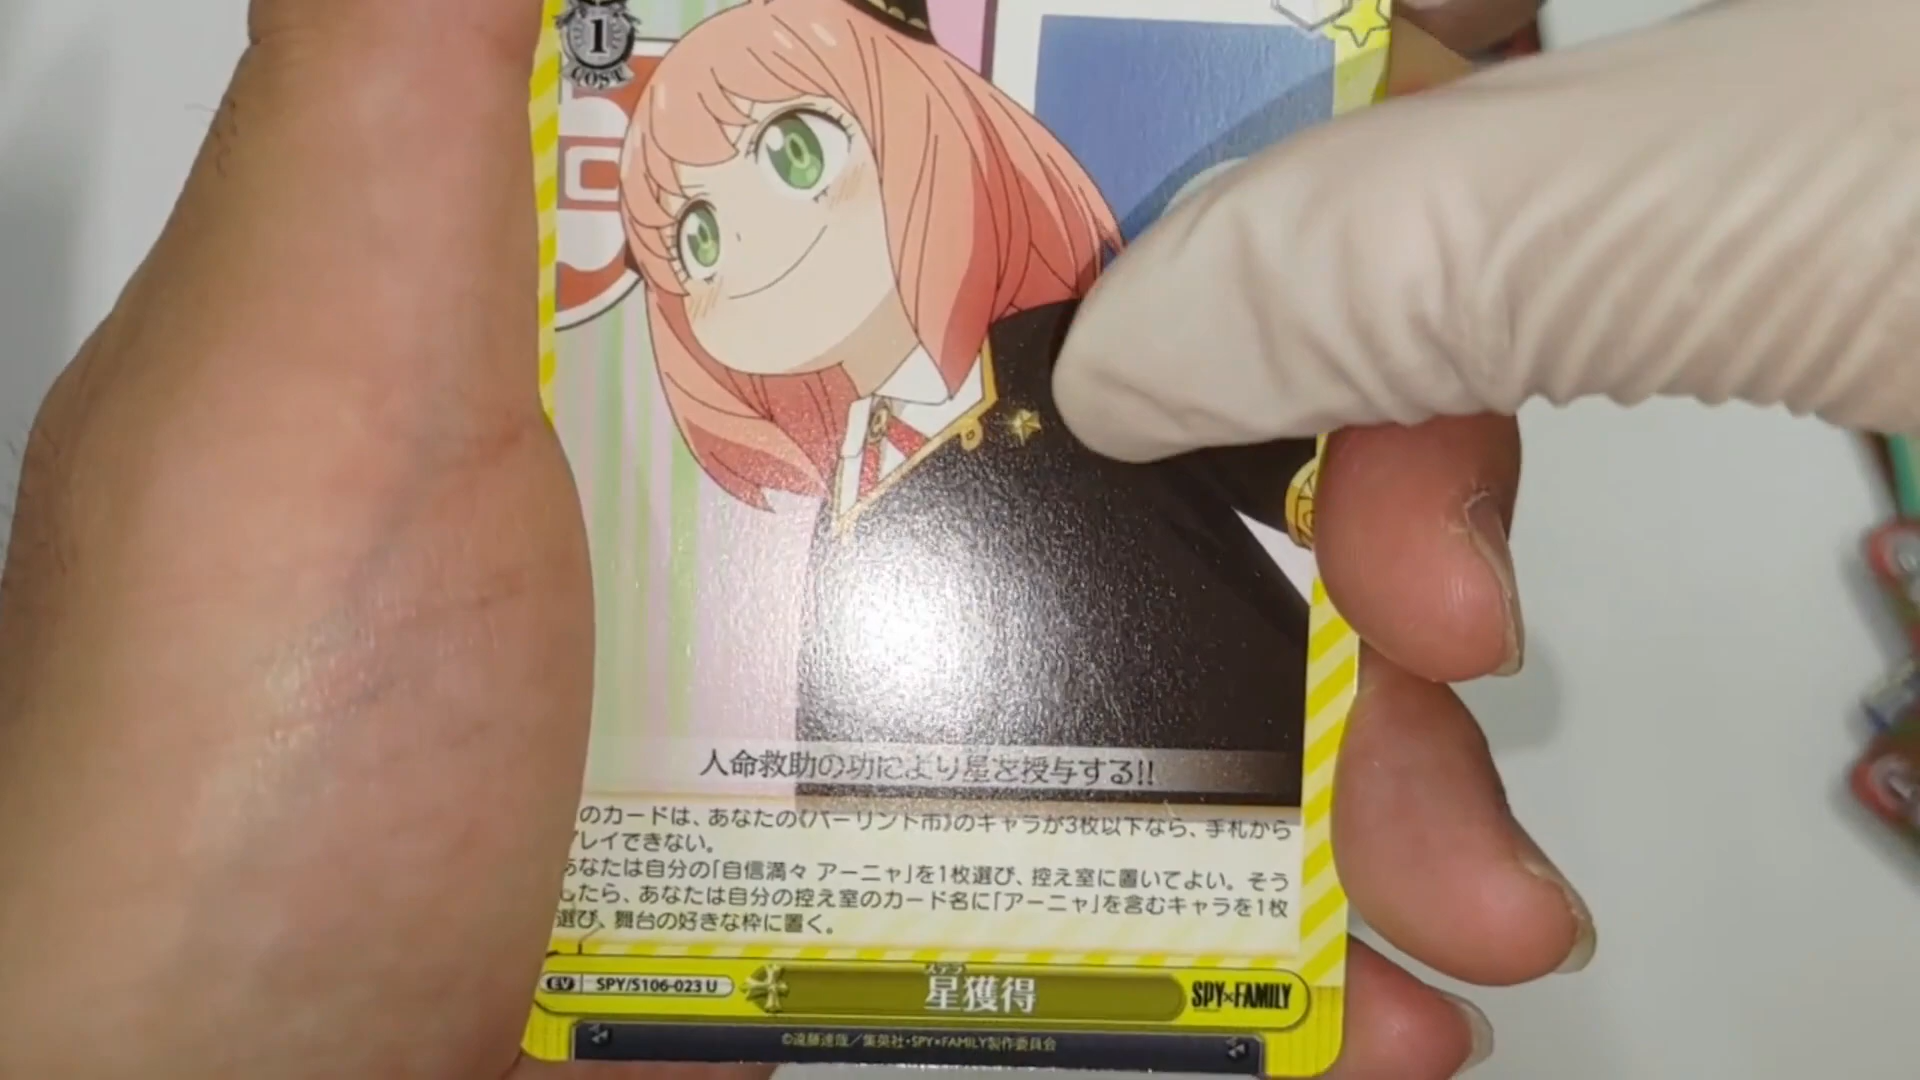 1
COST
人命救助の功により星を授与する!!
のカードは、あなたの《バーリント市》のキャラが3枚以下なら、手札から
プレイできない。
あなたは自分の「自信満々 アーニャ」を1枚選び、控え室に置いてよい。そう
したら、あなたは自分の控え室のカード名に「アーニャ」を含むキャラを1枚
選び、舞台の好きな枠に置く。
EV SPY/S106-023 U
ステラ
星獲得
SPY×FAMILY
©遠藤達哉／集英社・SPY×FAMILY製作委員会